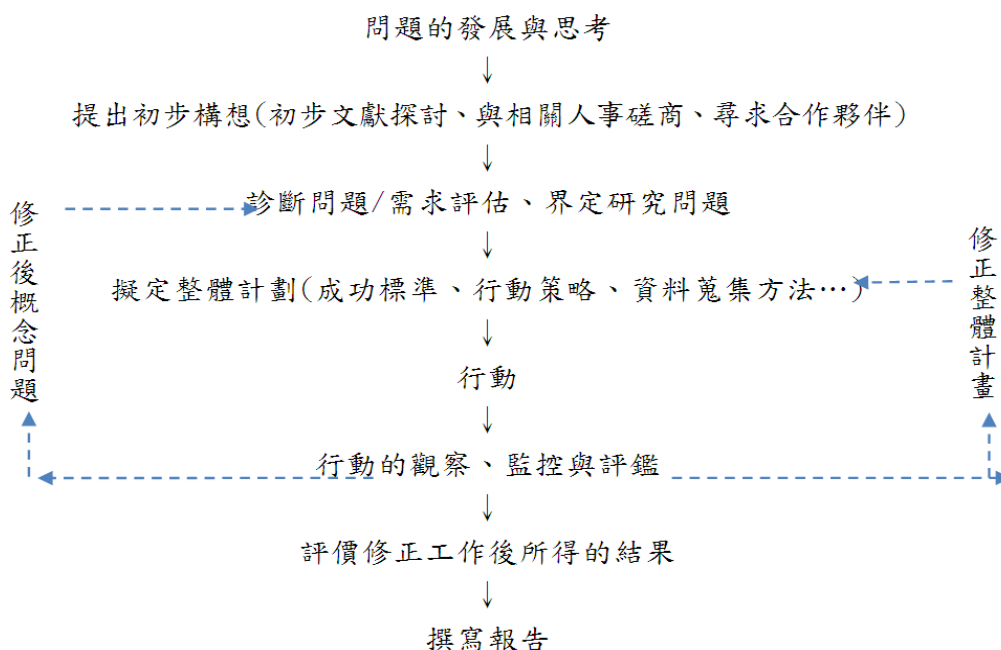 問題的發展與思考
↓
提出初步構想(初步文獻探討、與相關人事磋商、尋求合作夥伴)
↓
診斷問題/需求評估、界定研究問題
↓
擬定整體計劃(成功標準、行動策略、資料蒐集方法…)
↓
行動
↓
行動的觀察、監控與評鑑
↓
評價修正工作後所得的結果
↓
撰寫報告
修正後概念問題
修正整體計畫